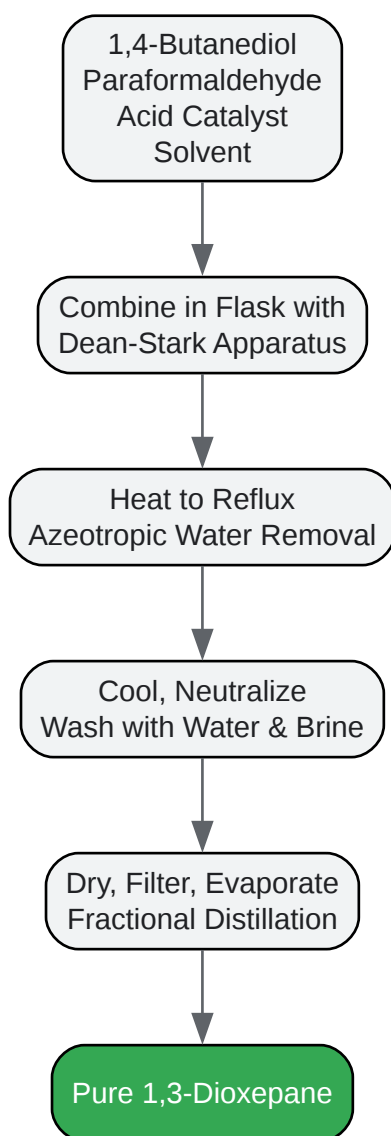 1,4-Butanediol
Paraformaldehyde
Acid Catalyst
Solvent
Combine in Flask with
Dean-Stark Apparatus
Heat to Reflux
Azeotropic Water Removal
Cool, Neutralize
Wash with Water & Brine
Dry, Filter, Evaporate
Fractional Distillation
Pure 1,3-Dioxepane